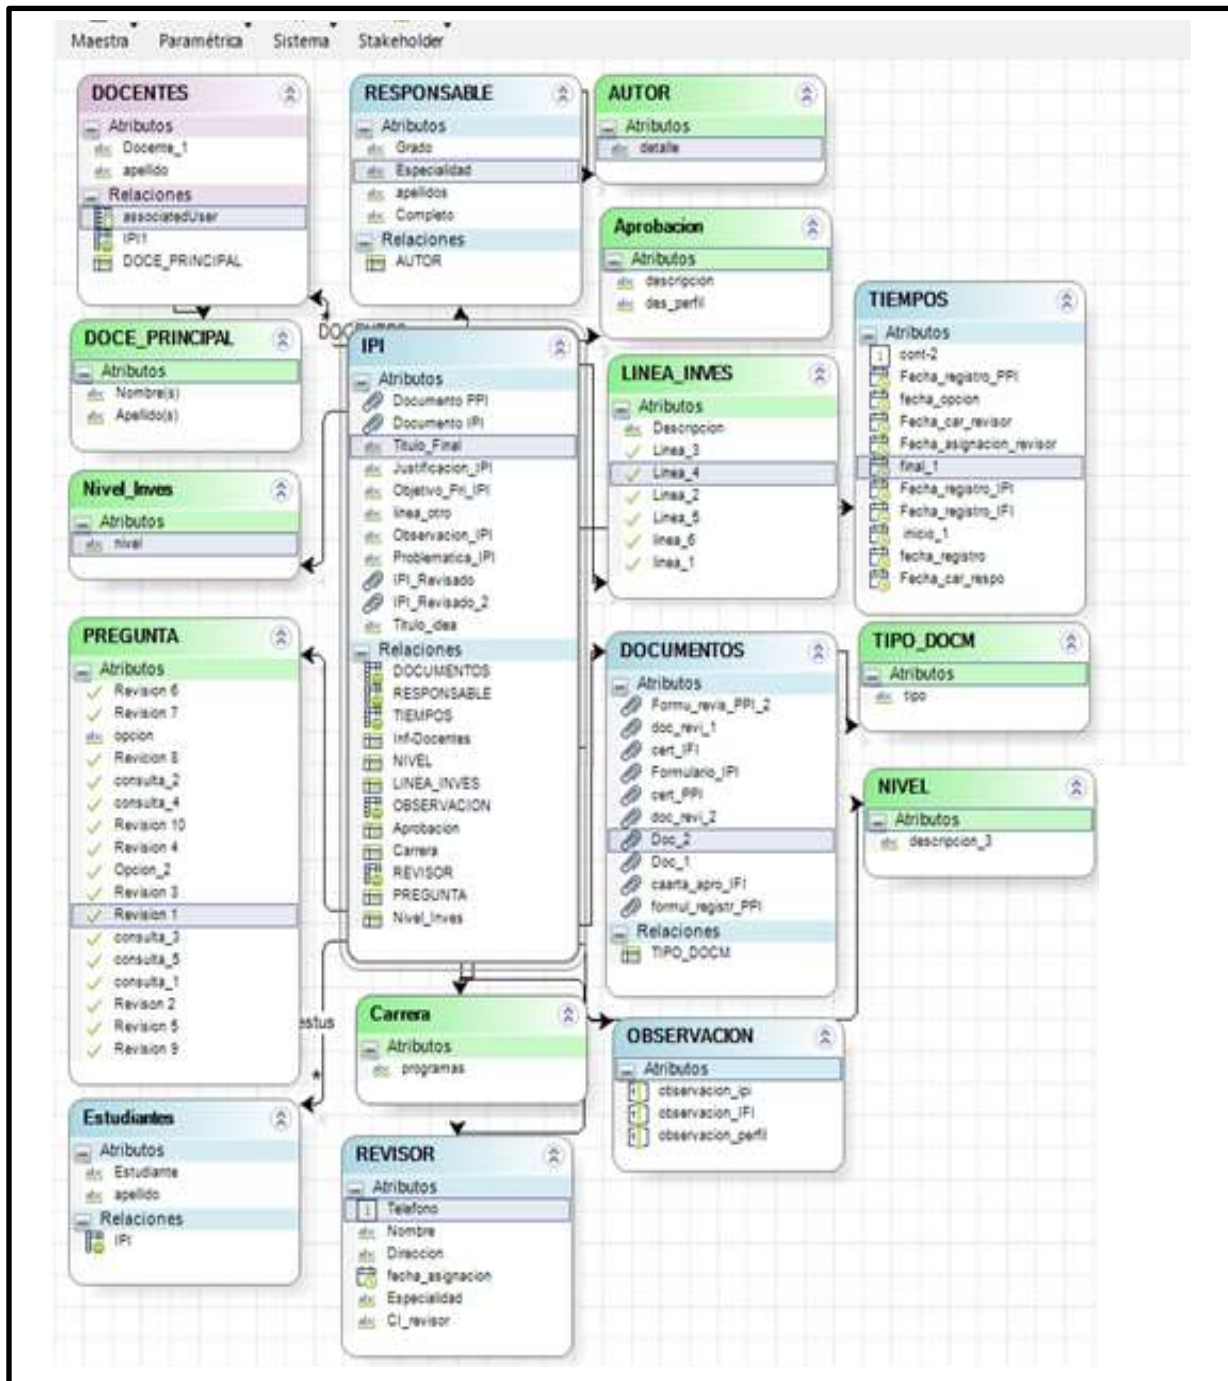 Maestra Paramétrica Sistema Stakeholder
DOCENTES
Atributos
Docente_1
apellido
Relaciones
associatedUser
IPI1
DOCE_PRINCIPAL
RESPONSABLE
Atributos
Grado
Especialidad
apellidos
Completo
Relaciones
AUTOR
AUTOR
Atributos
detalle
Aprobacion
Atributos
descripcion
des_perfil
DOCE_PRINCIPAL
Atributos
Nombre(s)
Apellido(s)
Nivel_Inves
Atributos
nivel
IPI
Atributos
Documento PPI
Documento IPI
Titulo_Final
Justificacion_IPI
Objetivo_Pri_IPI
linea_otro
Observacion_IPI
Problematica_IPI
IPI_Revisado
IPI_Revisado_2
Titulo_idea
Relaciones
DOCUMENTOS
RESPONSABLE
TIEMPOS
Inf-Docentes
NIVEL
LINEA_INVES
OBSERVACION
Aprobacion
Carrera
REVISOR
PREGUNTA
Nivel_Inves
LINEA_INVES
Atributos
Descripcion
Linea_3
Linea_4
Linea_2
Linea_5
linea_6
linea_1
TIEMPOS
Atributos
cont-2
Fecha_registro_PPI
fecha_opcion
Fecha_car_revisor
Fecha_asignacion_revisor
final_1
Fecha_registro_IPI
Fecha_registro_IFI
inicio_1
fecha_registro
Fecha_car_respo
PREGUNTA
Atributos
Revision 6
Revision 7
opcion
Revicion 8
consulta_2
consulta_4
Revision 10
Revision 4
Opcion_2
Revision 3
Revision 1
consulta_3
consulta_5
consulta_1
Revison 2
Revision 5
Revision 9
DOCUMENTOS
Atributos
Formu_revis_PPI_2
doc_revi_1
cert_IFI
Formulario_IPI
cert_PPI
doc_revi_2
Doc_2
Doc_1
caarta_apro_IFI
formul_registr_PPI
Relaciones
TIPO_DOCM
TIPO_DOCM
Atributos
tipo
NIVEL
Atributos
descripcion_3
estus
*
Carrera
Atributos
programas
OBSERVACION
Atributos
observacion_ipi
observacion_IFI
observacion_perfil
Estudiantes
Atributos
Estudiante
apellido
Relaciones
IPI
REVISOR
Atributos
Telefono
Nombre
Direccion
fecha_asignacion
Especialidad
CI_revisor